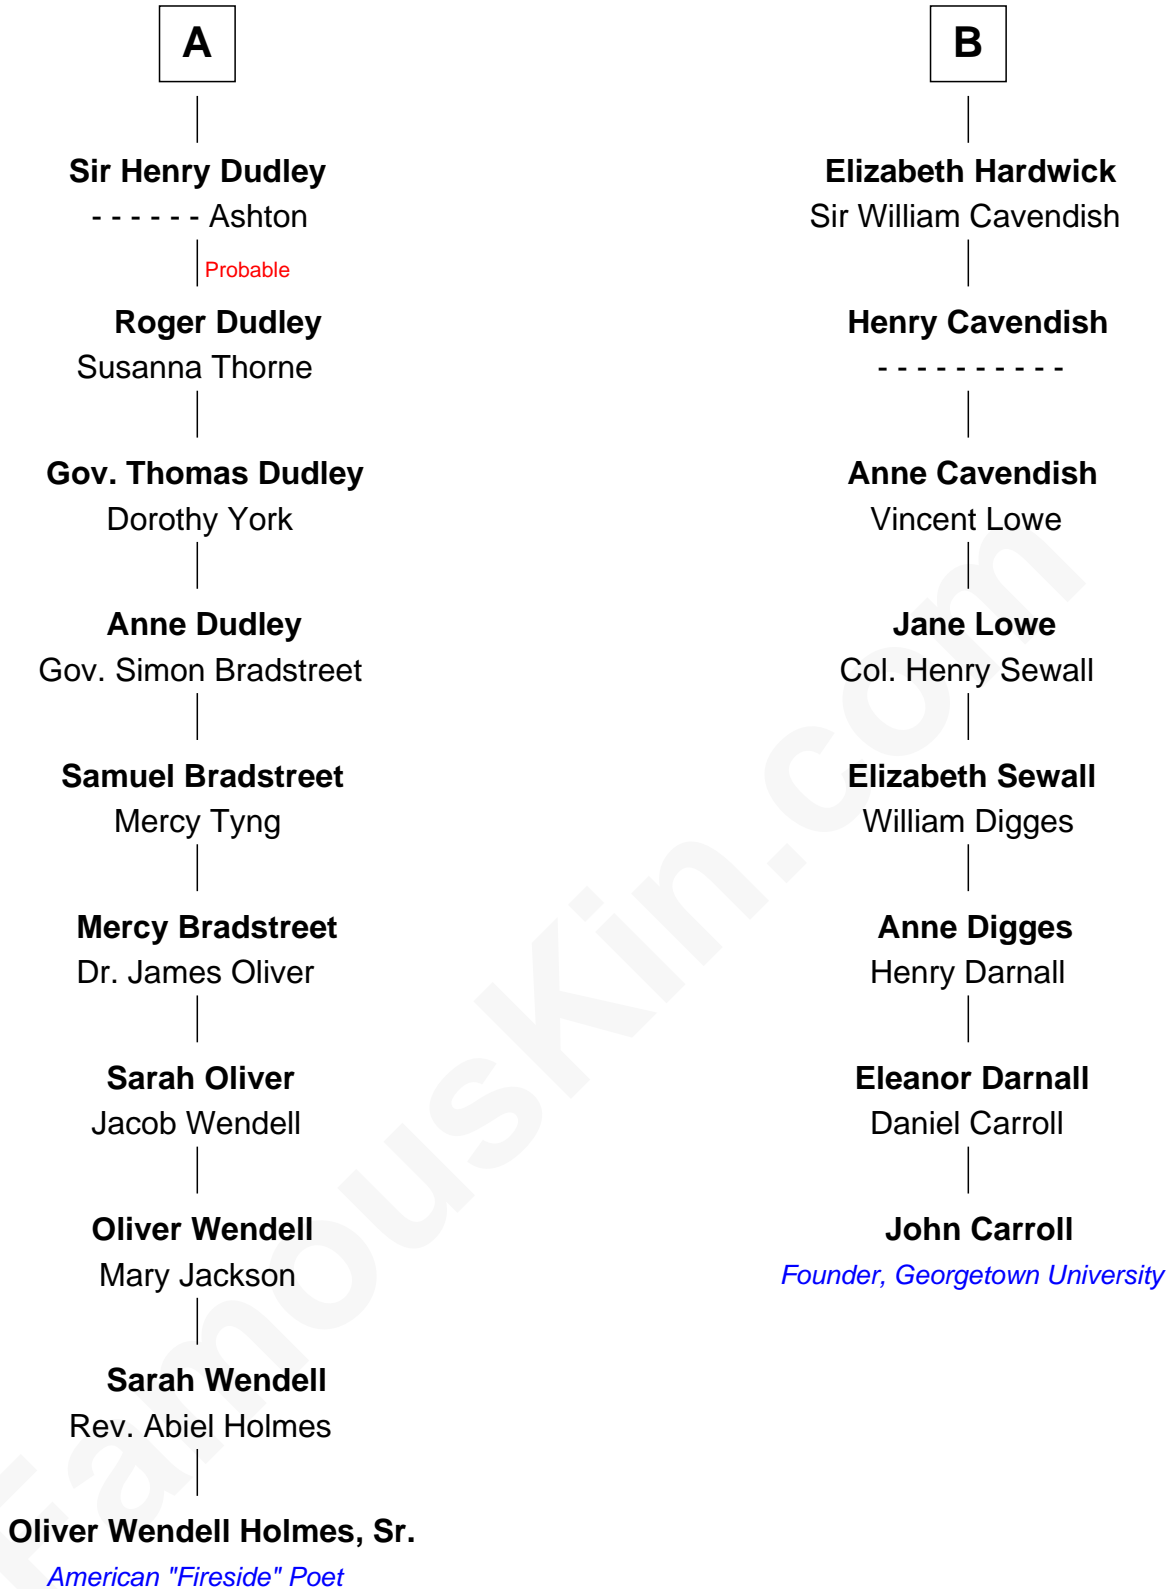 A
Sir Henry Dudley
- - - - - - Ashton
Probable
Roger Dudley
Susanna Thorne
Gov. Thomas Dudley
Dorothy York
Anne Dudley
Gov. Simon Bradstreet
Samuel Bradstreet
Mercy Tyng
Mercy Bradstreet
Dr. James Oliver
Sarah Oliver
Jacob Wendell
Oliver Wendell
Mary Jackson
Sarah Wendell
Rev. Abiel Holmes
Oliver Wendell Holmes, Sr.
American "Fireside" Poet
B
Elizabeth Hardwick
Sir William Cavendish
Henry Cavendish
- - - - - - - - - -
Anne Cavendish
Vincent Lowe
Jane Lowe
Col. Henry Sewall
Elizabeth Sewall
William Digges
Anne Digges
Henry Darnall
Eleanor Darnall
Daniel Carroll
John Carroll
Founder, Georgetown University
FamousKin.com